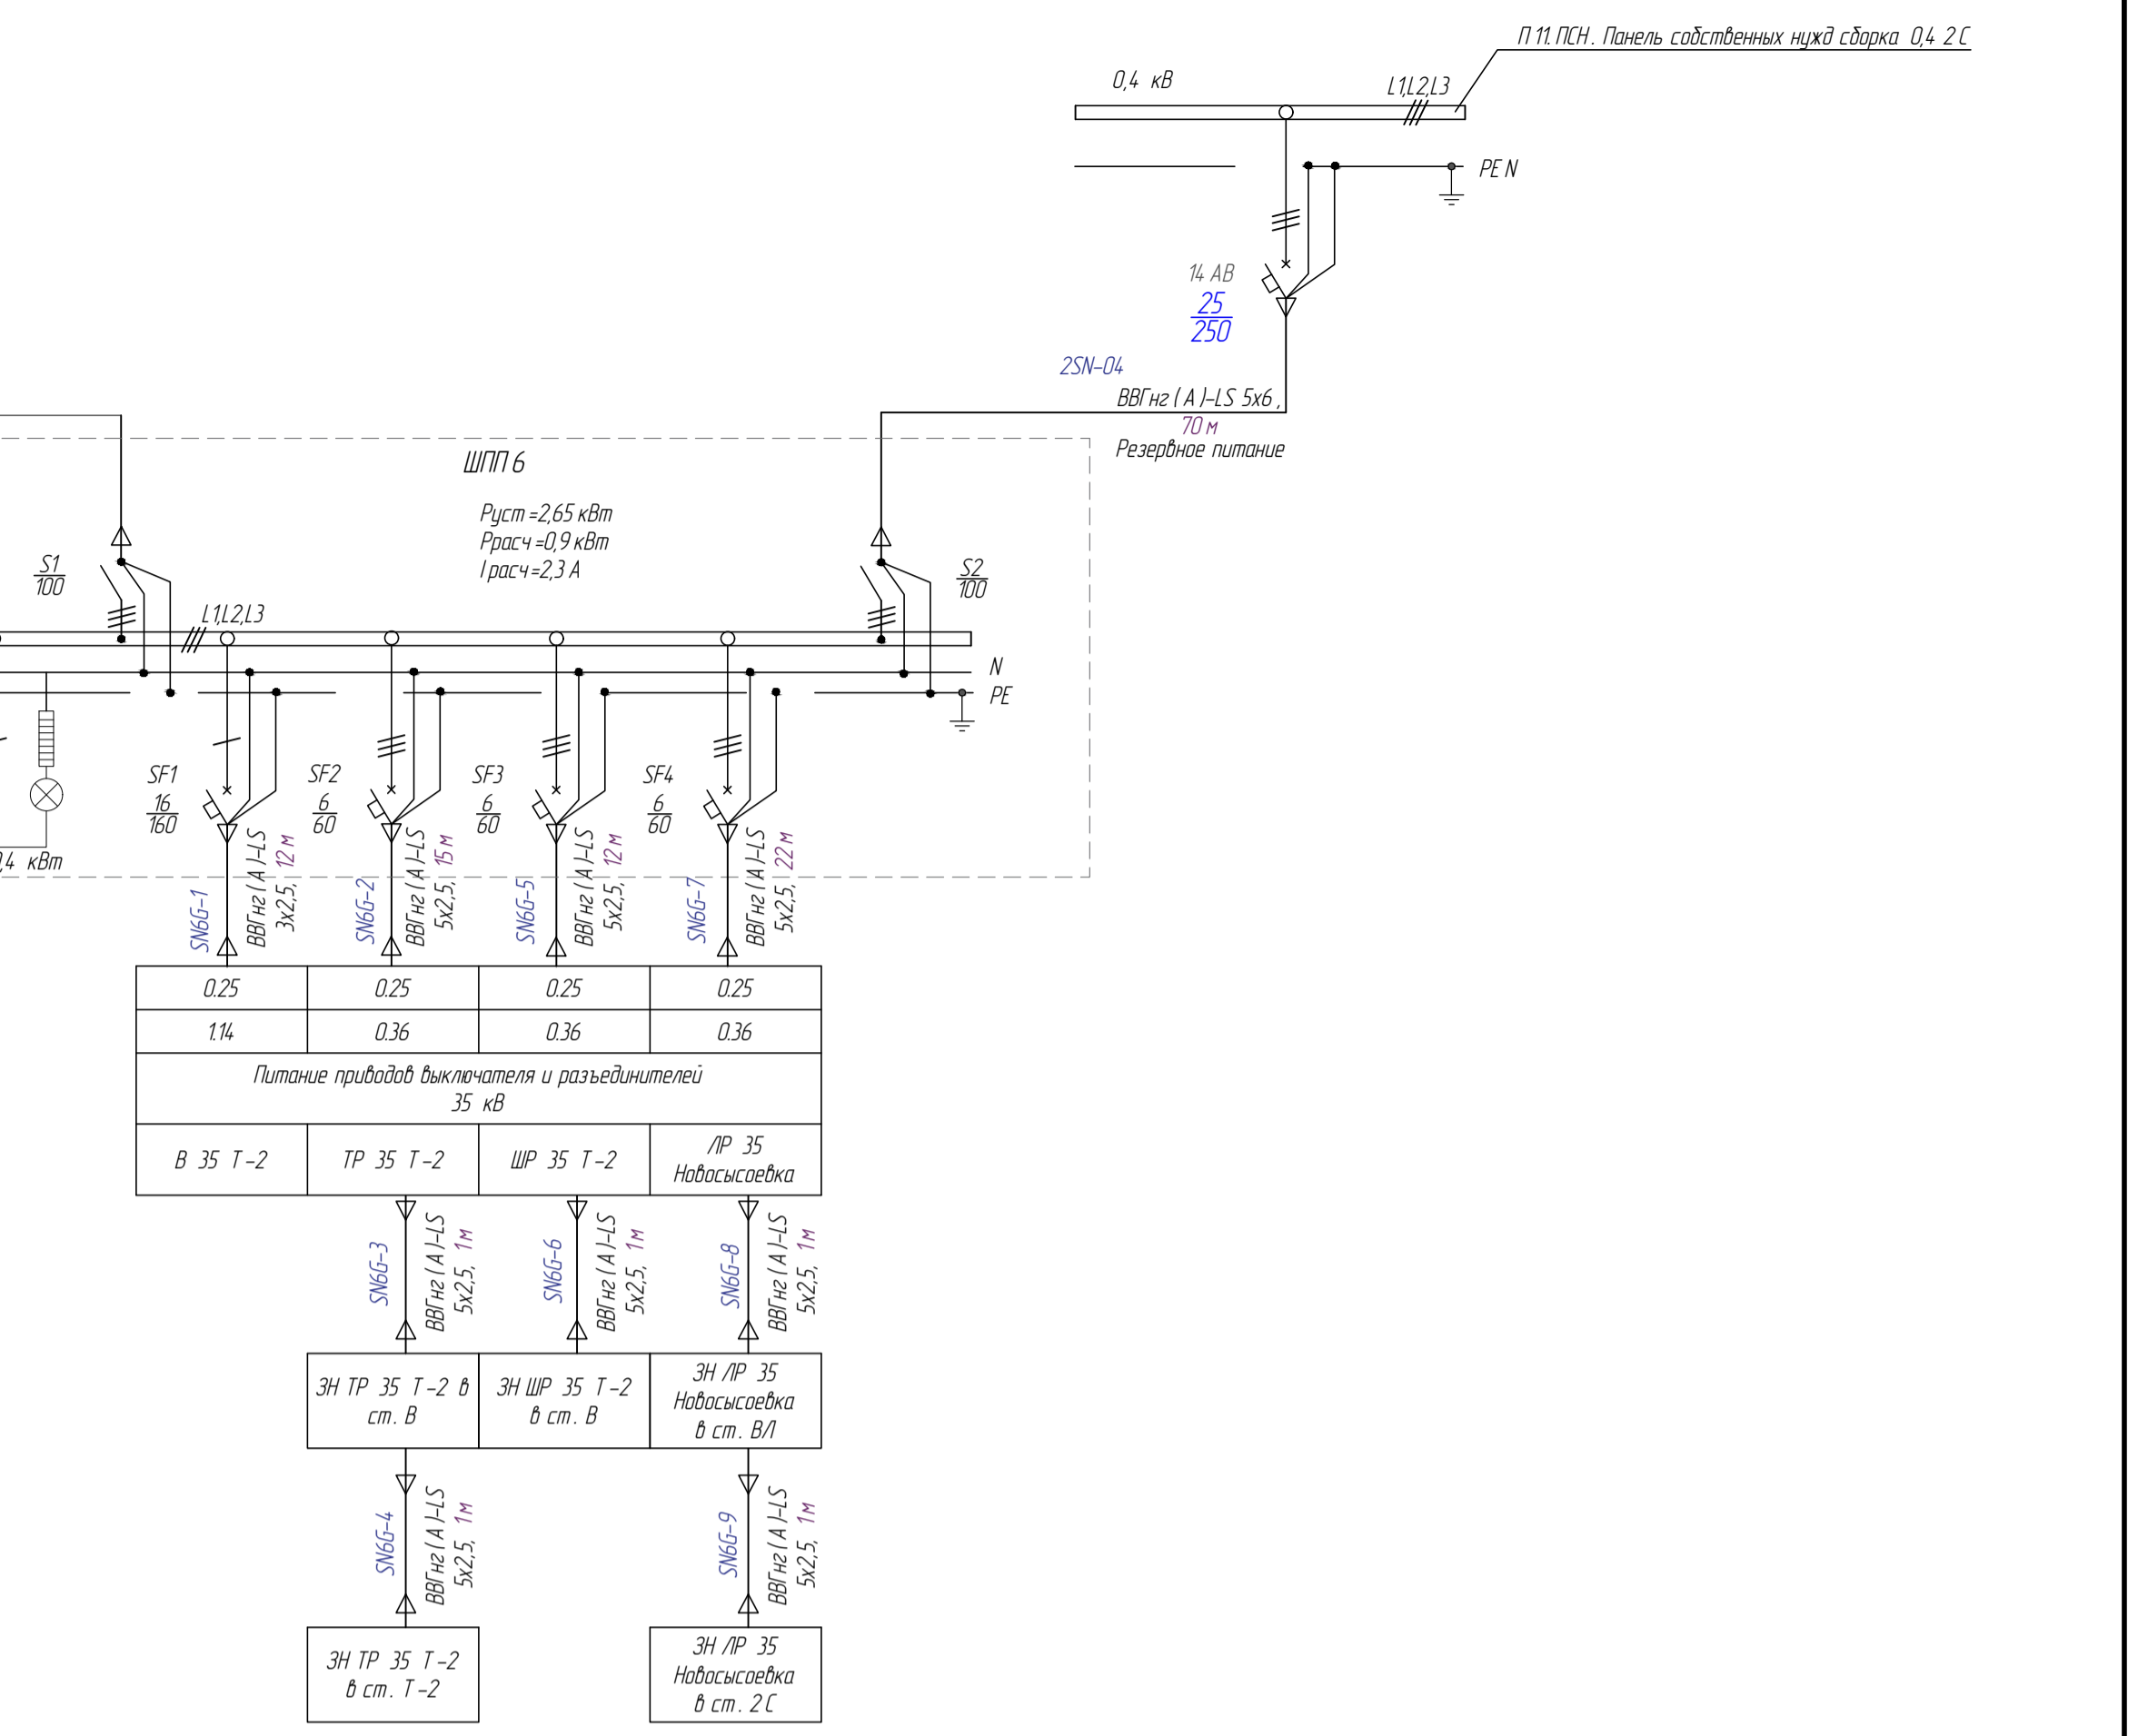 П 11. ПСН. Панель собственных нужд сборка 0,4 2 С
0,4 кВ
L1,L2,L3
PE N
14 АВ
25
250
2SN-04
ВВГнг(А)-LS 5х6,
70 м
Резервное питание
ШПП 6
Руст=2,65 кВт
Ррасч=0,9 кВт
Iрасч=2,3 А
S1
100
S2
100
L1,L2,L3
N
PE
SF1
16
160
SF2
6
60
SF3
6
60
SF4
6
60
,4 кВт
SN6G-1
ВВГнг(А)-LS
3х2,5, 12 м
SN6G-2
ВВГнг(А)-LS
5х2,5, 15 м
SN6G-5
ВВГнг(А)-LS
5х2,5, 12 м
SN6G-7
ВВГнг(А)-LS
5х2,5, 22 м
0.25 0.25 0.25 0.25
1.14 0.36 0.36 0.36
Питание приводов выключателя и разъединителей
35 кВ
В 35 Т-2
ТР 35 Т-2
ШР 35 Т-2
ЛР 35
Новосысоевка
SN6G-3
ВВГнг(А)-LS
5х2,5, 1м
SN6G-6
ВВГнг(А)-LS
5х2,5, 1м
SN6G-8
ВВГнг(А)-LS
5х2,5, 1м
ЗН ТР 35 Т-2 в
ст. В
ЗН ШР 35 Т-2
в ст. В
ЗН ЛР 35
Новосысоевка
в ст. ВЛ
SN6G-4
ВВГнг(А)-LS
5х2,5, 1м
SN6G-9
ВВГнг(А)-LS
5х2,5, 1м
ЗН ТР 35 Т-2
в ст. Т-2
ЗН ЛР 35
Новосысоевка
в ст. 2 С